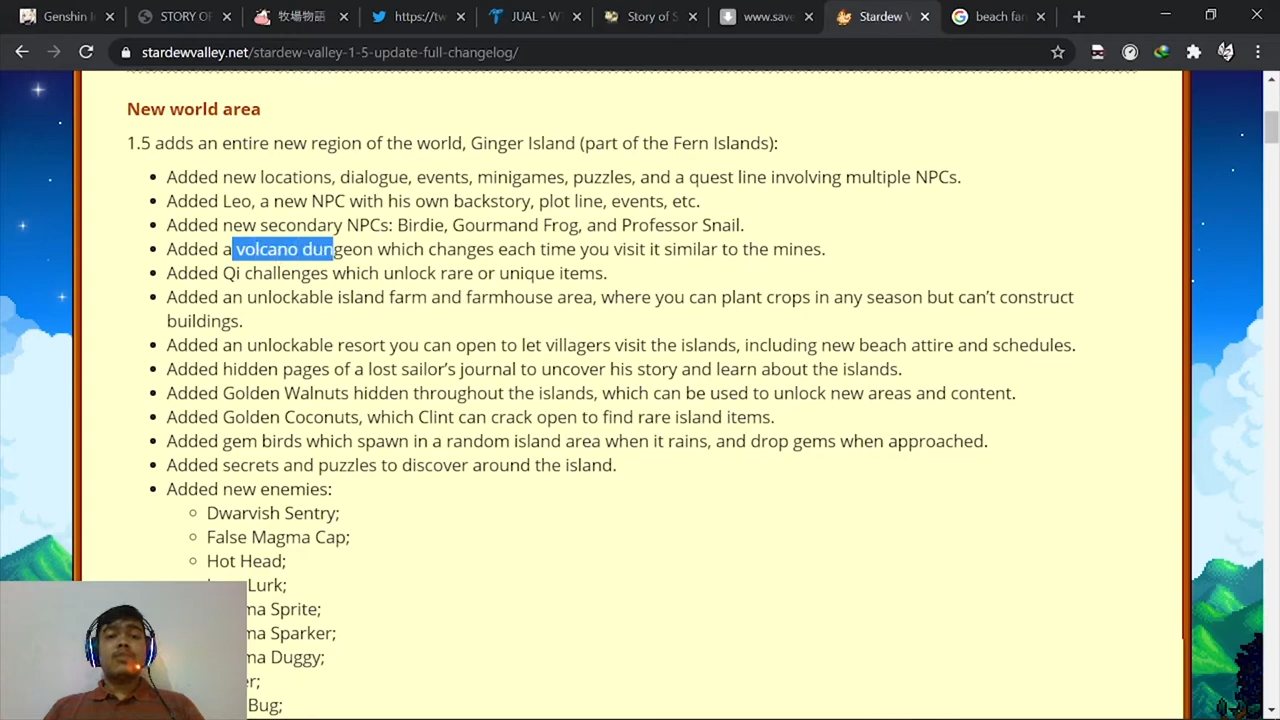 Genshin I
STORY OF
牧場物語
https://tw
JUAL - W
Story of S
www.save
Stardew V
beach far
stardewvalley.net/stardew-valley-1-5-update-full-changelog/
New world area
1.5 adds an entire new region of the world, Ginger Island (part of the Fern Islands):
Added new locations, dialogue, events, minigames, puzzles, and a quest line involving multiple NPCs.
Added Leo, a new NPC with his own backstory, plot line, events, etc.
Added new secondary NPCs: Birdie, Gourmand Frog, and Professor Snail.
Added a volcano dungeon which changes each time you visit it similar to the mines.
Added Qi challenges which unlock rare or unique items.
Added an unlockable island farm and farmhouse area, where you can plant crops in any season but can’t construct
buildings.
Added an unlockable resort you can open to let villagers visit the islands, including new beach attire and schedules.
Added hidden pages of a lost sailor’s journal to uncover his story and learn about the islands.
Added Golden Walnuts hidden throughout the islands, which can be used to unlock new areas and content.
Added Golden Coconuts, which Clint can crack open to find rare island items.
Added gem birds which spawn in a random island area when it rains, and drop gems when approached.
Added secrets and puzzles to discover around the island.
Added new enemies:
Dwarvish Sentry;
False Magma Cap;
Hot Head;
Lurk;
ma Sprite;
ma Sparker;
ma Duggy;
er;
Bug;